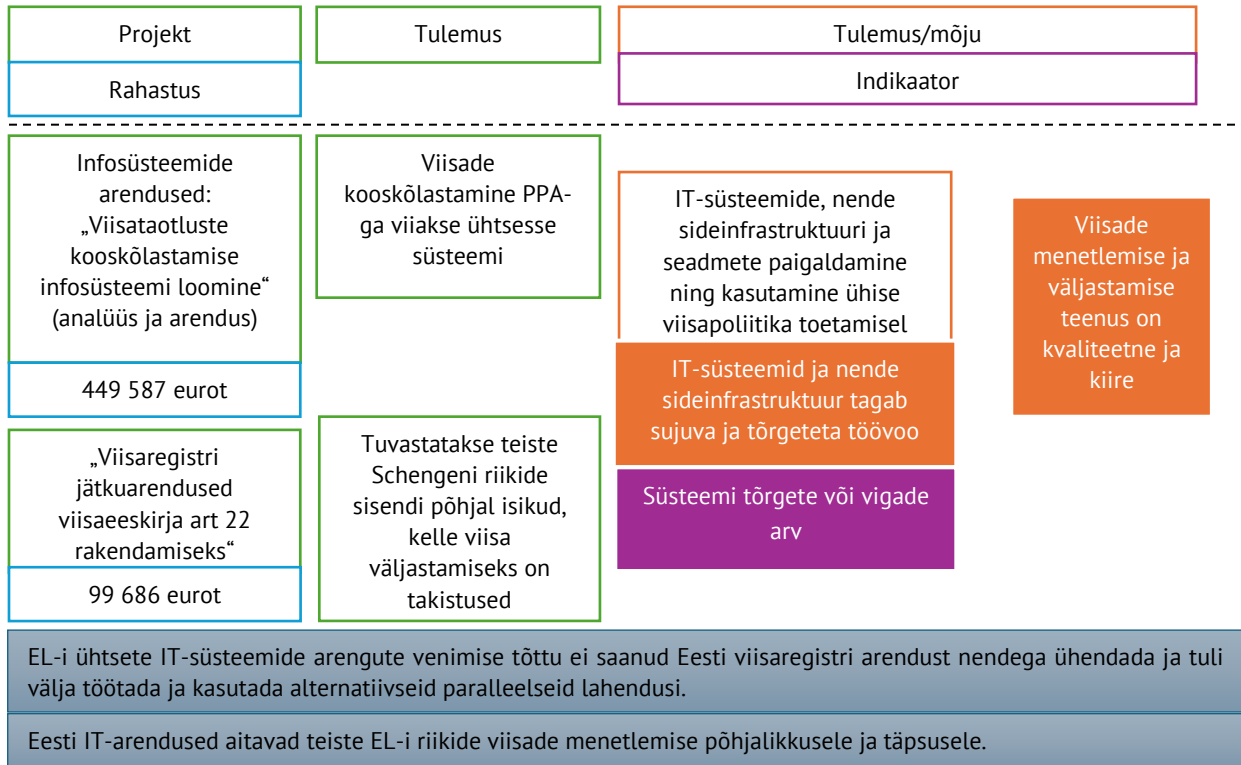 Projekt
Rahastus
Tulemus
Tulemus/mõju
Indikaator
Infosüsteemide
arendused:
„Viisataotluste
kooskõlastamise
infosüsteemi loomine“
(analüüs ja arendus)
449 587 eurot
Viisade
kooskõlastamine PPA-
ga viiakse ühtsesse
süsteemi
„Viisaregistri
jätkuarendused
viisaeeskirja art 22
rakendamiseks“
99 686 eurot
Tuvastatakse teiste
Schengeni riikide
sisendi põhjal isikud,
kelle viisa
väljastamiseks on
takistused
IT-süsteemide, nende
sideinfrastruktuuri ja
seadmete paigaldamine
ning kasutamine ühise
viisapoliitika toetamisel
IT-süsteemid ja nende
sideinfrastruktuur tagab
sujuva ja tõrgeteta töövoo
Süsteemi tõrgete või vigade
arv
Viisade
menetlemise ja
väljastamise
teenus on
kvaliteetne ja
kiire
EL-i ühtsete IT-süsteemide arengute venimise tõttu ei saanud Eesti viisaregistri arendust nendega ühendada ja tuli
välja töötada ja kasutada alternatiivseid paralleelseid lahendusi.
Eesti IT-arendused aitavad teiste EL-i riikide viisade menetlemise põhjalikkusele ja täpsusele.